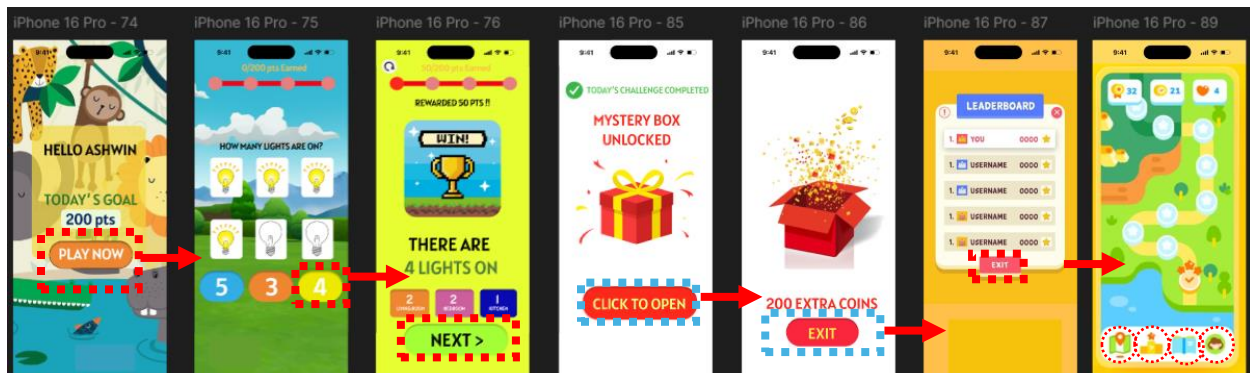 iPhone 16 Pro - 74
9:41
HELLO ASHWIN
TODAY'S GOAL
200 pts
PLAY NOW
iPhone 16 Pro - 75
9:41
0/200 pts Earned
HOW MANY LIGHTS ARE ON?
5
3
4
iPhone 16 Pro - 76
9:41
50/200 pts Earned
REWARDED 50 PTS !!
WIN!
THERE ARE
4 LIGHTS ON
2
2
1
LIVINGROOM
BEDROOM
KITCHEN
NEXT >
iPhone 16 Pro - 85
9:41
TODAY'S CHALLENGE COMPLETED
MYSTERY BOX
UNLOCKED
CLICK TO OPEN
iPhone 16 Pro - 86
9:41
200 EXTRA COINS
EXIT
iPhone 16 Pro - 87
9:41
LEADERBOARD
1. YOU 0000
1. USERNAME 0000
1. USERNAME 0000
1. USERNAME 0000
1. USERNAME 0000
EXIT
iPhone 16 Pro - 89
9:41
32
21
4